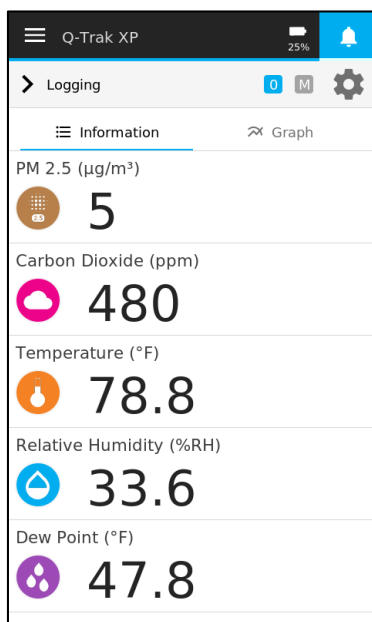 Q-Trak XP
25%
Logging
0 M
Information
Graph
PM 2.5 (µg/m³)
2.5
5
Carbon Dioxide (ppm)
480
Temperature (°F)
78.8
Relative Humidity (%RH)
33.6
Dew Point (°F)
47.8